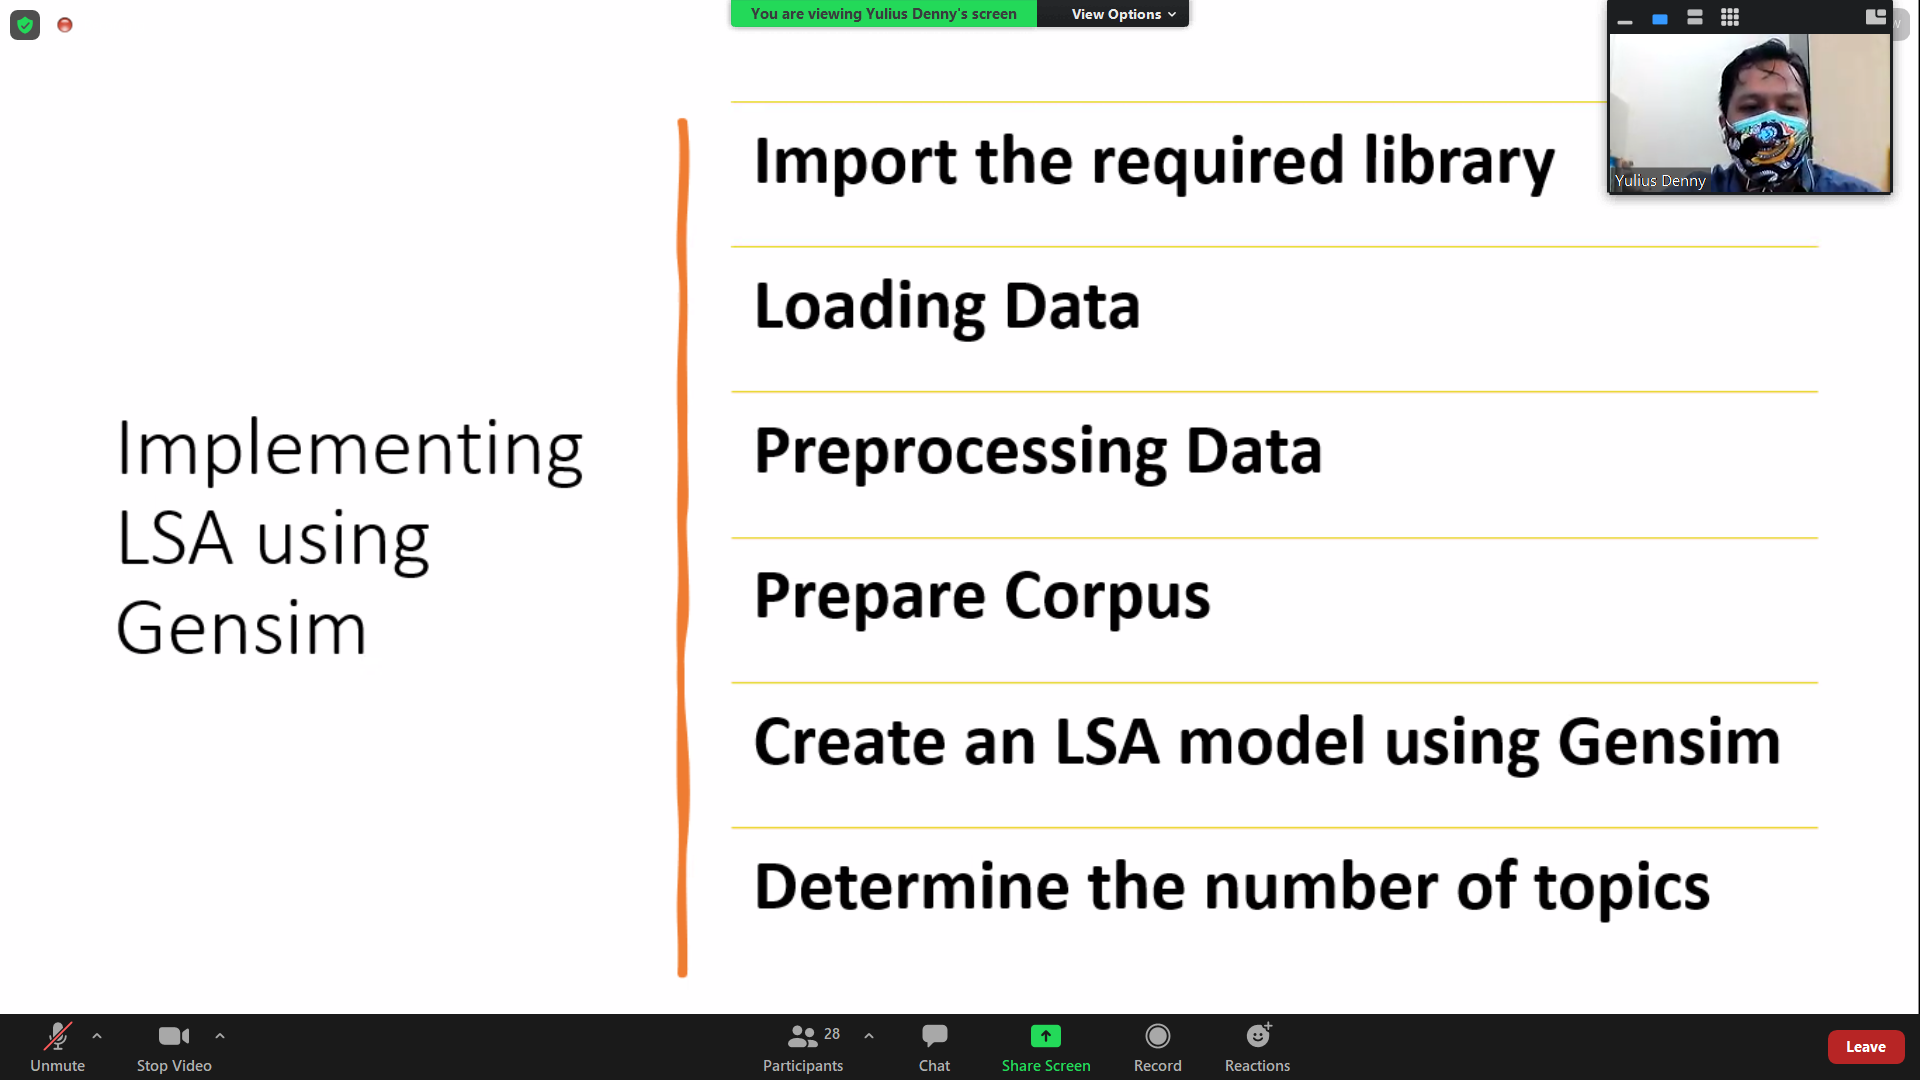 You are viewing Yulius Denny's screen
View Options
Yulius Denny
Implementing
LSA using
Gensim
Import the required library
Loading Data
Preprocessing Data
Prepare Corpus
Create an LSA model using Gensim
Determine the number of topics
Unmute
Stop Video
28
Participants
Chat
Share Screen
Record
Reactions
Leave